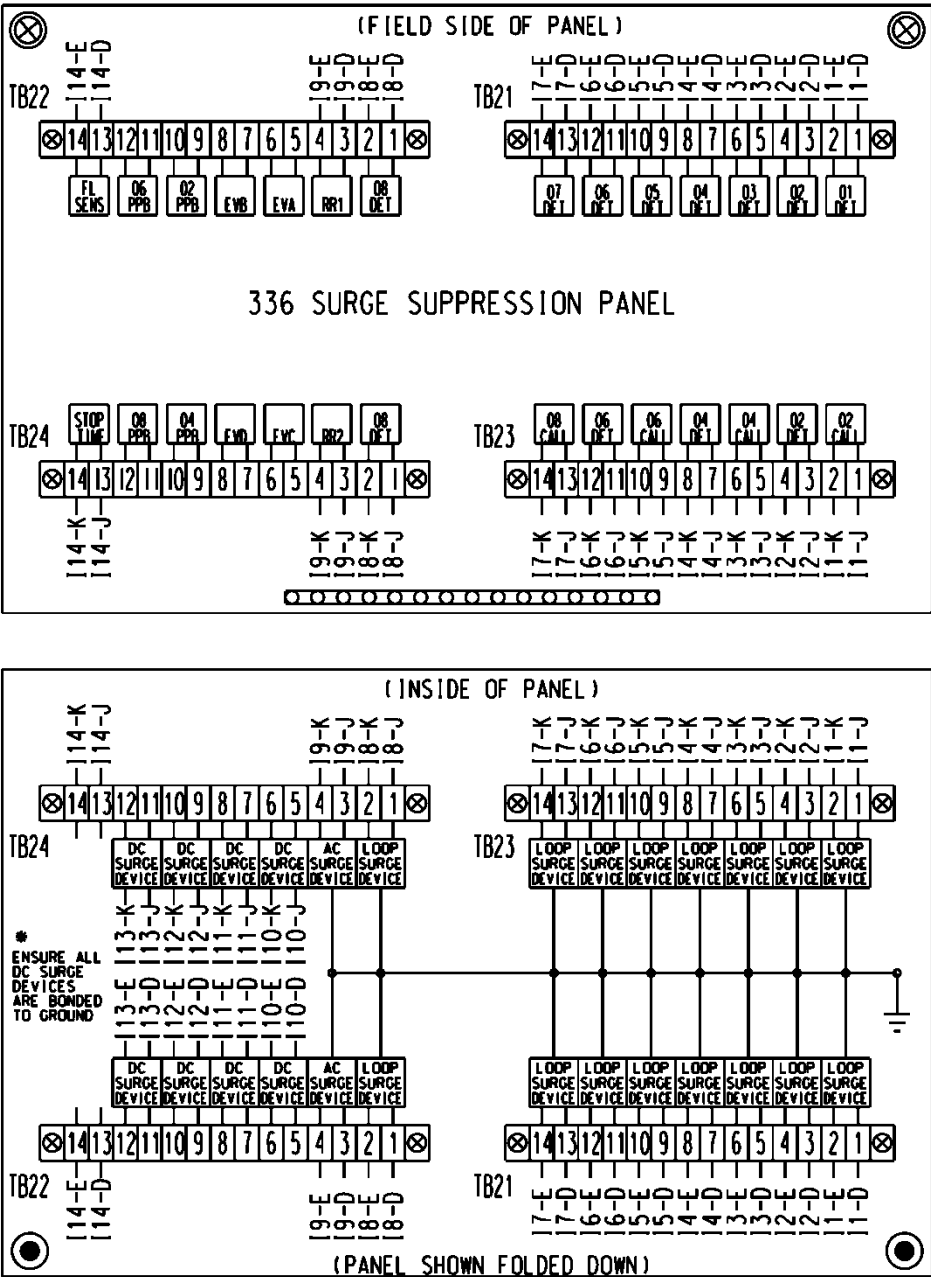 (FIELD SIDE OF PANEL)
I14-E I14-D I9-E I9-D I8-E I8-D I7-E I7-D I6-E I6-D I5-E I5-D I4-E I4-D I3-E I3-D I2-E I2-D I1-E I1-D
TB22 TB21
14 13 12 11 10 9 8 7 6 5 4 3 2 1 14 13 12 11 10 9 8 7 6 5 4 3 2 1
FL SENS 06 PPB 02 PPB EVB EVA RR1 08 DET 07 DET 06 DET 05 DET 04 DET 03 DET 02 DET 01 DET
336 SURGE SUPPRESSION PANEL
STOP TIME 08 PPB 04 PPB EVD EVC RR2 08 DET 08 CALL 06 DET 06 CALL 04 DET 04 CALL 02 DET 02 CALL
TB24 TB23
14 13 12 11 10 9 8 7 6 5 4 3 2 1 14 13 12 11 10 9 8 7 6 5 4 3 2 1
I14-K I14-J I9-K I9-J I8-K I8-J I7-K I7-J I6-K I6-J I5-K I5-J I4-K I4-J I3-K I3-J I2-K I2-J I1-K I1-J
(INSIDE OF PANEL)
I14-K I14-J I9-K I9-J I8-K I8-J I7-K I7-J I6-K I6-J I5-K I5-J I4-K I4-J I3-K I3-J I2-K I2-J I1-K I1-J
14 13 12 11 10 9 8 7 6 5 4 3 2 1 14 13 12 11 10 9 8 7 6 5 4 3 2 1
TB24 TB23
DC DC DC DC AC LOOP LOOP LOOP LOOP LOOP LOOP LOOP LOOP
SURGE SURGE SURGE SURGE SURGE SURGE SURGE SURGE SURGE SURGE SURGE SURGE SURGE
DEVICE DEVICE DEVICE DEVICE DEVICE DEVICE DEVICE DEVICE DEVICE DEVICE DEVICE DEVICE DEVICE
I13-K I13-J I12-K I12-J I11-K I11-J I10-K I10-J
*
ENSURE ALL
DC SURGE
DEVICES
ARE BONDED
TO GROUND
I13-E I13-D I12-E I12-D I11-E I11-D I10-E I10-D
DC DC DC DC AC LOOP LOOP LOOP LOOP LOOP LOOP LOOP LOOP
SURGE SURGE SURGE SURGE SURGE SURGE SURGE SURGE SURGE SURGE SURGE SURGE SURGE
DEVICE DEVICE DEVICE DEVICE DEVICE DEVICE DEVICE DEVICE DEVICE DEVICE DEVICE DEVICE DEVICE
14 13 12 11 10 9 8 7 6 5 4 3 2 1 14 13 12 11 10 9 8 7 6 5 4 3 2 1
TB22 TB21
I14-E I14-D I9-E I9-D I8-E I8-D I7-E I7-D I6-E I6-D I5-E I5-D I4-E I4-D I3-E I3-D I2-E I2-D I1-E I1-D
(PANEL SHOWN FOLDED DOWN)